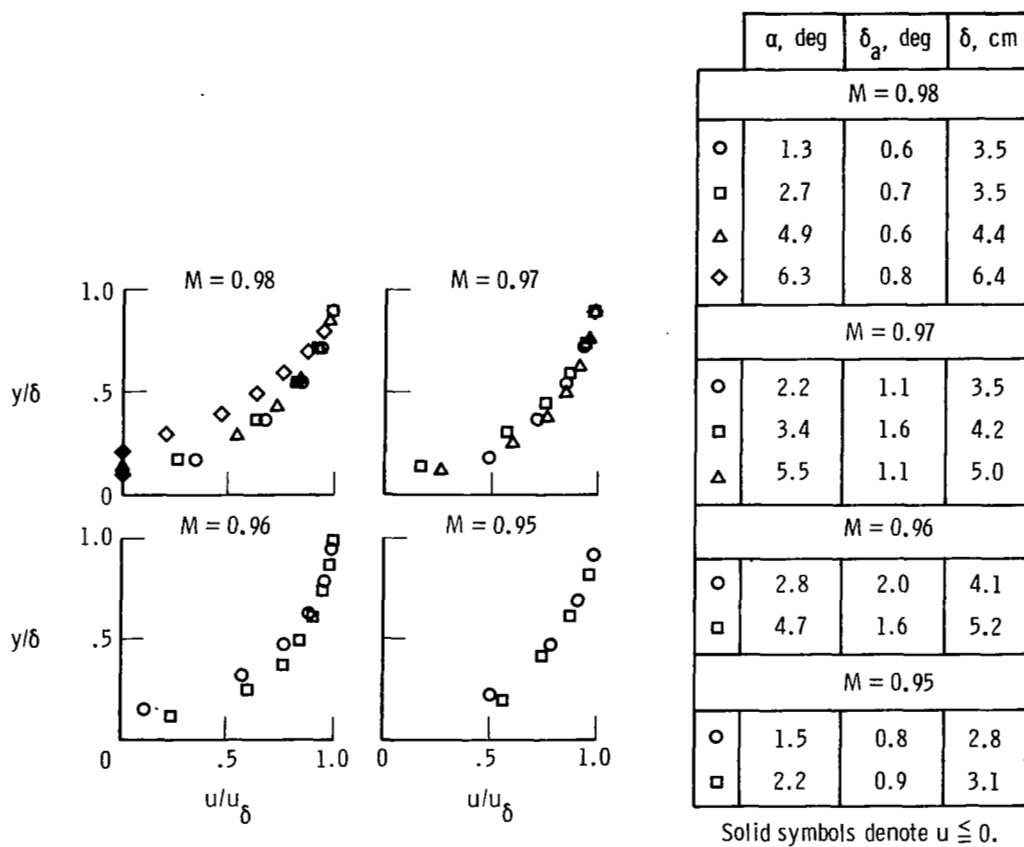 M = 0.98
M = 0.97
1.0
y/δ
.5
0
M = 0.96
M = 0.95
1.0
y/δ
.5
0 .5 1.0
0 .5 1.0
u/u_δ
u/u_δ
α, deg δ_a, deg δ, cm
M = 0.98
1.3 0.6 3.5
2.7 0.7 3.5
4.9 0.6 4.4
6.3 0.8 6.4
M = 0.97
2.2 1.1 3.5
3.4 1.6 4.2
5.5 1.1 5.0
M = 0.96
2.8 2.0 4.1
4.7 1.6 5.2
M = 0.95
1.5 0.8 2.8
2.2 0.9 3.1
Solid symbols denote u ≦ 0.